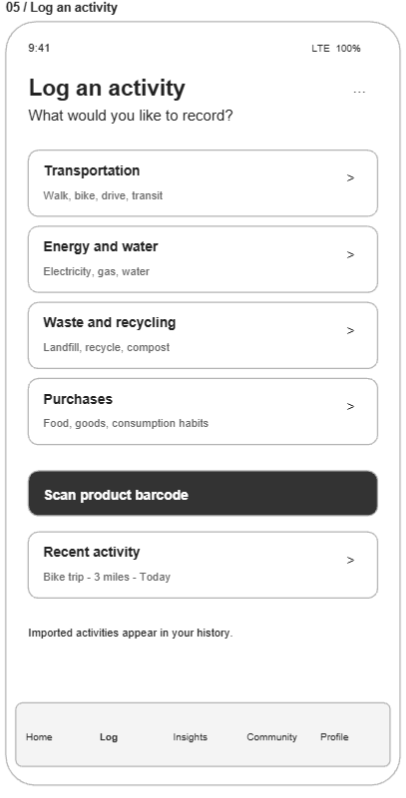 05 / Log an activity
9:41 LTE 100%
Log an activity ...
What would you like to record?
Transportation >
Walk, bike, drive, transit
Energy and water >
Electricity, gas, water
Waste and recycling >
Landfill, recycle, compost
Purchases >
Food, goods, consumption habits
Scan product barcode
Recent activity >
Bike trip - 3 miles - Today
Imported activities appear in your history.
Home Log Insights Community Profile